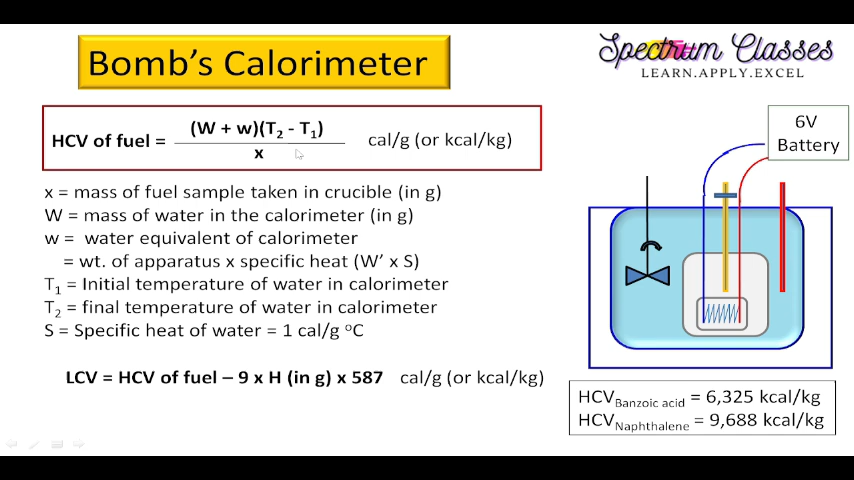 Bomb's Calorimeter
Spectrum Classes
LEARN.APPLY.EXCEL
HCV of fuel = (W + w)(T₂ - T₁) / x cal/g (or kcal/kg)
x = mass of fuel sample taken in crucible (in g)
W = mass of water in the calorimeter (in g)
w = water equivalent of calorimeter
= wt. of apparatus x specific heat (W' x S)
T₁ = Initial temperature of water in calorimeter
T₂ = final temperature of water in calorimeter
S = Specific heat of water = 1 cal/g °C
LCV = HCV of fuel – 9 x H (in g) x 587 cal/g (or kcal/kg)
6V
Battery
HCV Banzoic acid = 6,325 kcal/kg
HCV Naphthalene = 9,688 kcal/kg